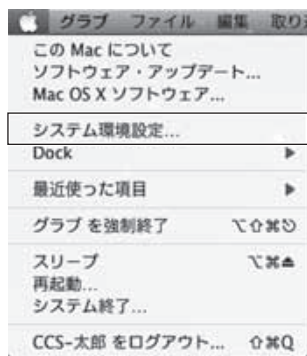 グラブ ファイル 編集 取り
この Mac について
ソフトウェア・アップデート...
Mac OS X ソフトウェア...
システム環境設定...
Dock ▶
最近使った項目 ▶
グラブ を強制終了 ⌥⇧⌘⎋
スリープ ⌥⌘⏏
再起動...
システム終了...
CCS-太郎 をログアウト... ⇧⌘Q